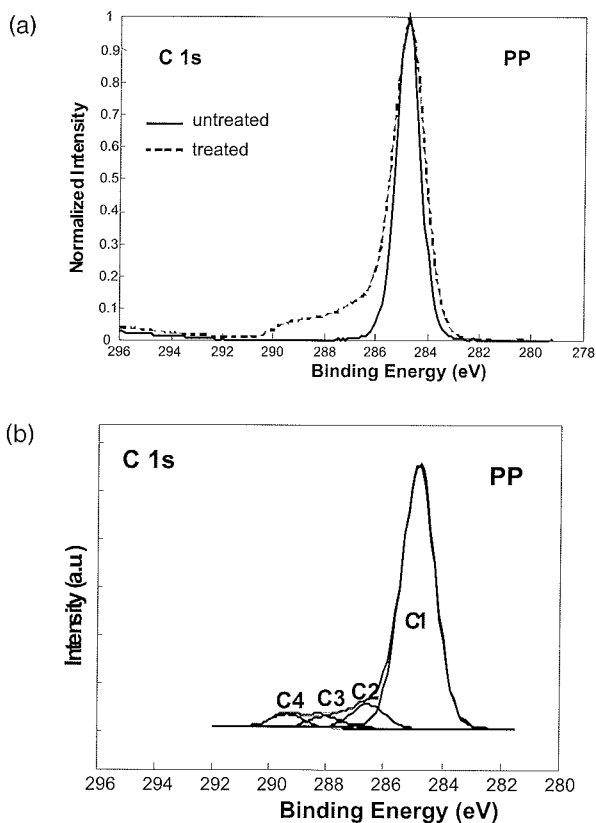 (a)
C 1s
PP
untreated
treated
Normalized Intensity
1
0.9
0.8
0.7
0.6
0.5
0.4
0.3
0.2
0.1
0
296 294 292 290 288 286 284 282 280 278
Binding Energy (eV)
(b)
C 1s
PP
Intensity (a.u.)
C1
C4 C3 C2
296 294 292 290 288 286 284 282 280
Binding Energy (eV)